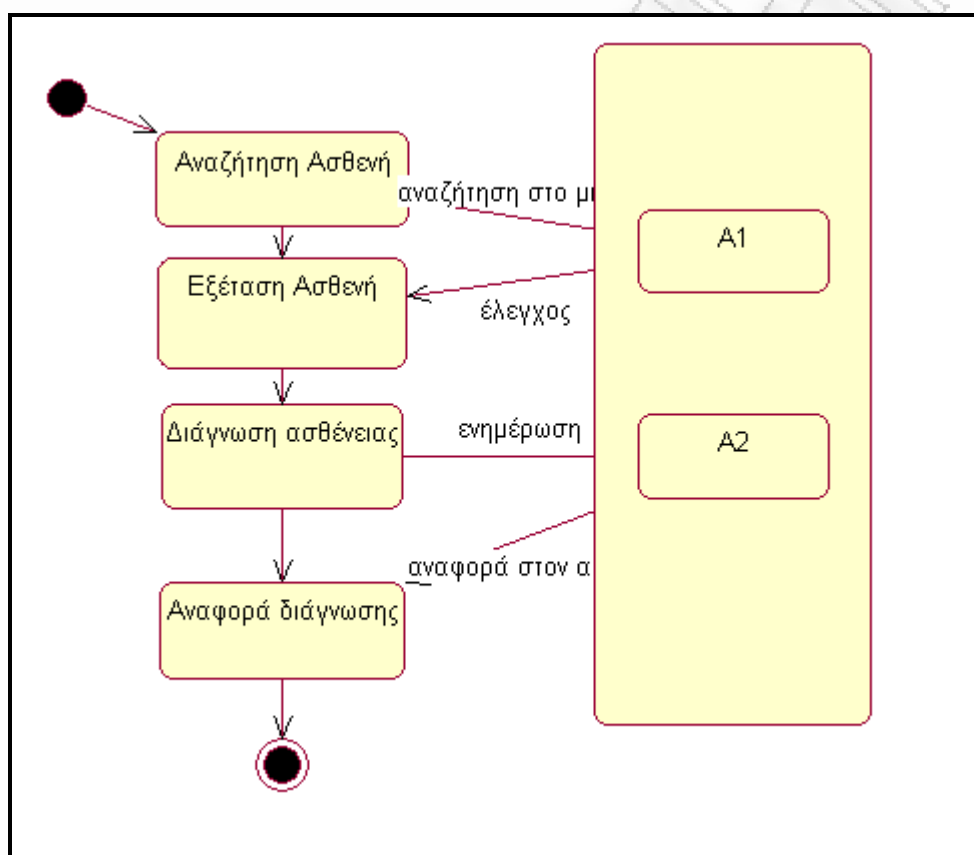 Αναζήτηση Ασθενή
αναζήτηση στο
Α1
Εξέταση Ασθενή
έλεγχος
Διάγνωση ασθένειας
ενημέρωση
Α2
αναφορά στον
Αναφορά διάγνωσης